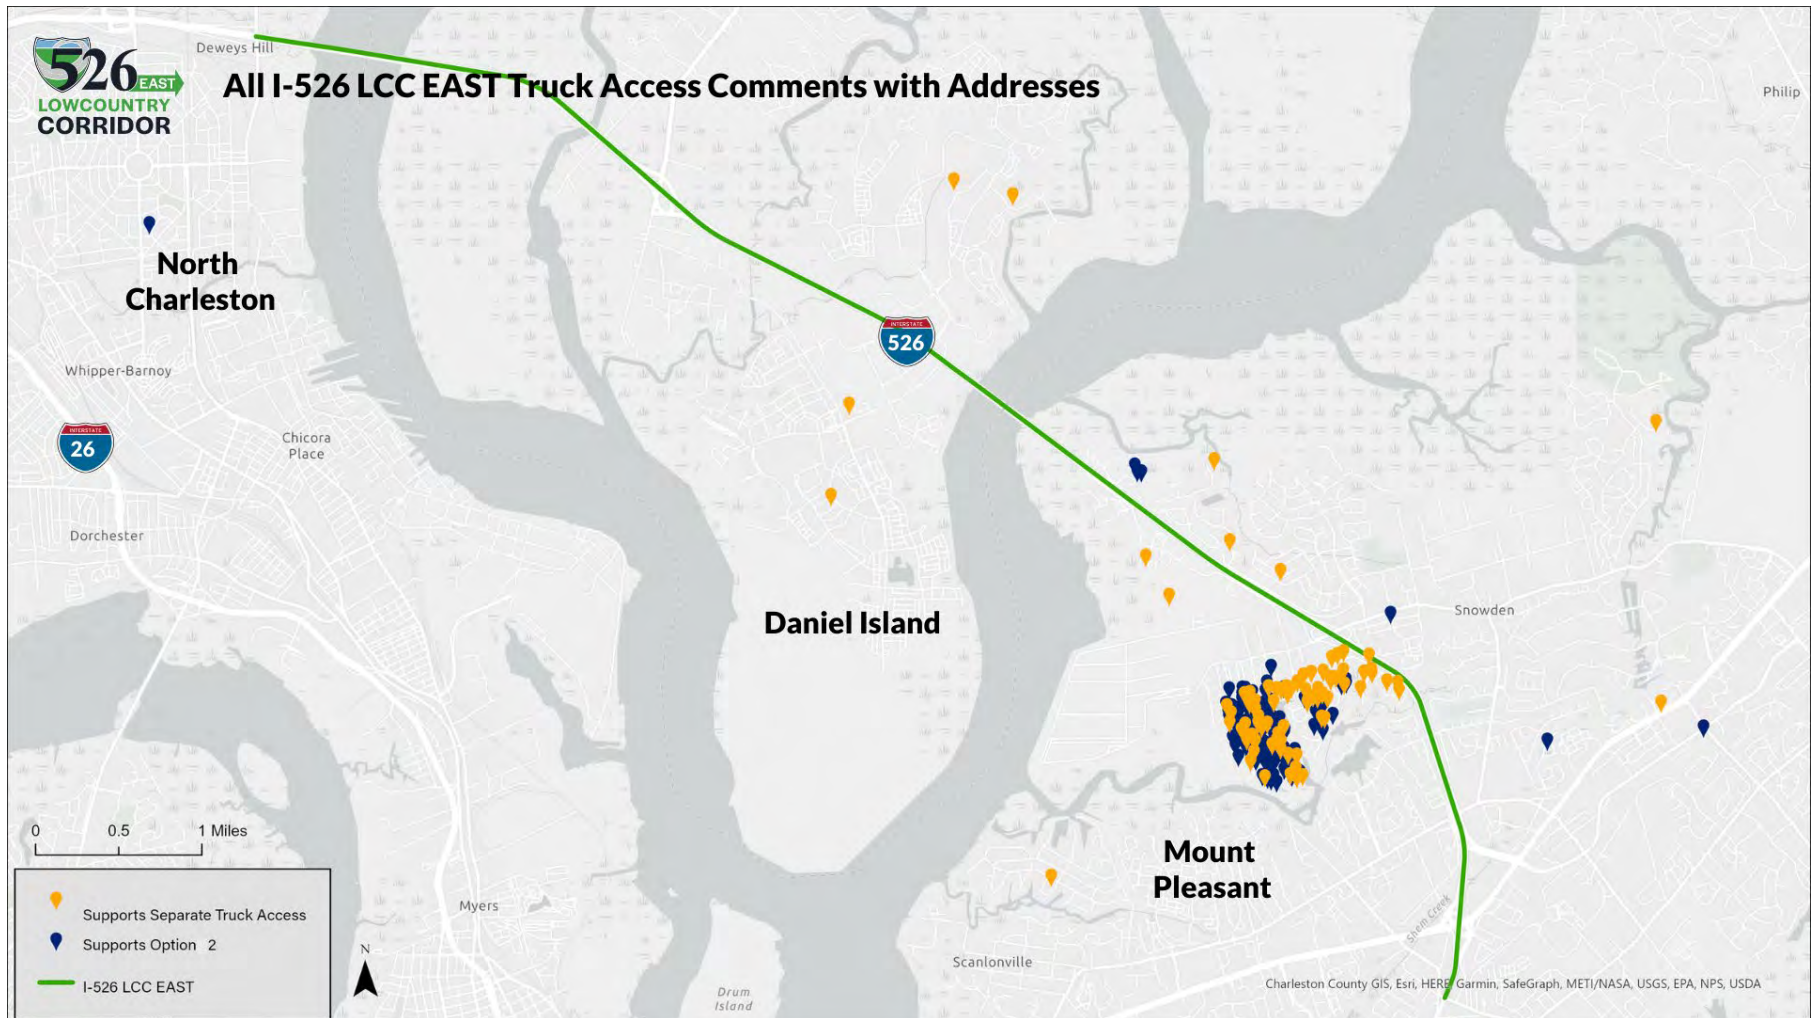 Deweys Hill
526
EAST
LOWCOUNTRY
CORRIDOR
All I-526 LCC EAST Truck Access Comments with Addresses
Philip
North
Charleston
INTERSTATE
526
Whipper-Barnoy
INTERSTATE
26
Chicora
Place
Dorchester
Daniel Island
Snowden
0 0.5 1 Miles
Mount
Pleasant
Supports Separate Truck Access
Supports Option 2
I-526 LCC EAST
Myers
N
Shem Creek
Scanlonville
Drum
Island
Charleston County GIS, Esri, HERE, Garmin, SafeGraph, METI/NASA, USGS, EPA, NPS, USDA